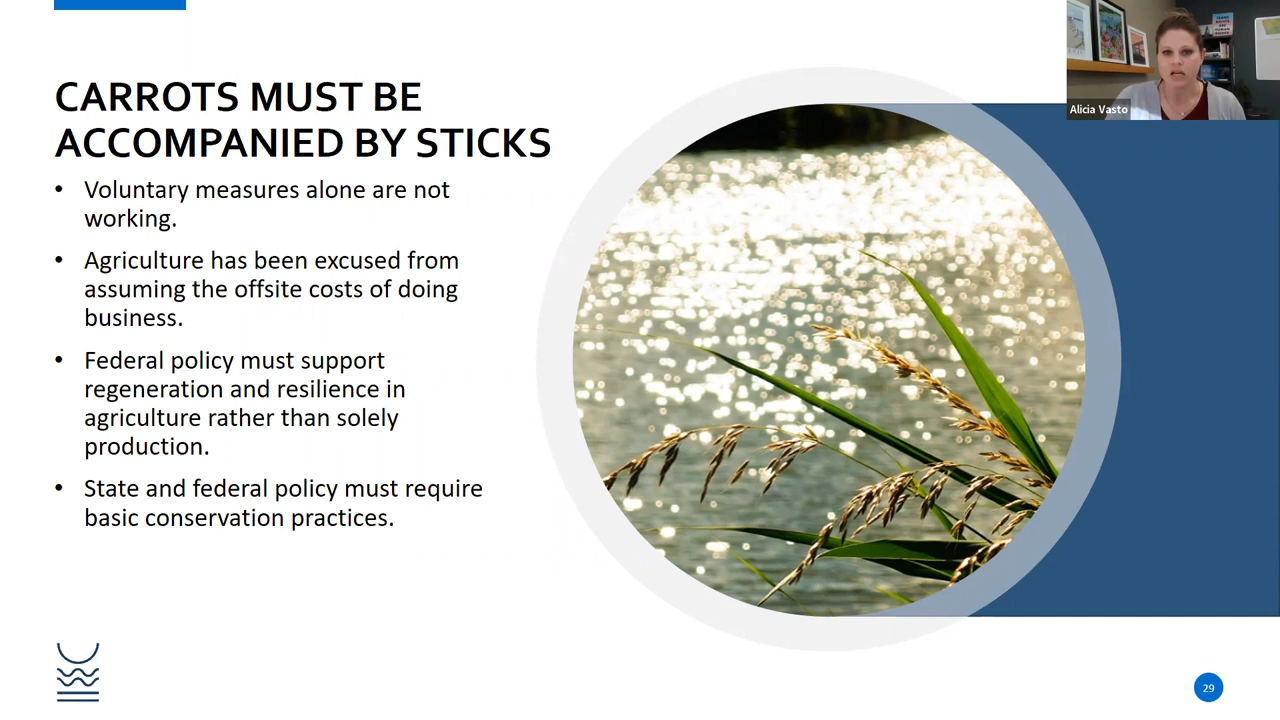 CARROTS MUST BE
ACCOMPANIED BY STICKS
• Voluntary measures alone are not
working.
• Agriculture has been excused from
assuming the offsite costs of doing
business.
• Federal policy must support
regeneration and resilience in
agriculture rather than solely
production.
• State and federal policy must require
basic conservation practices.
Alicia Vasto
29